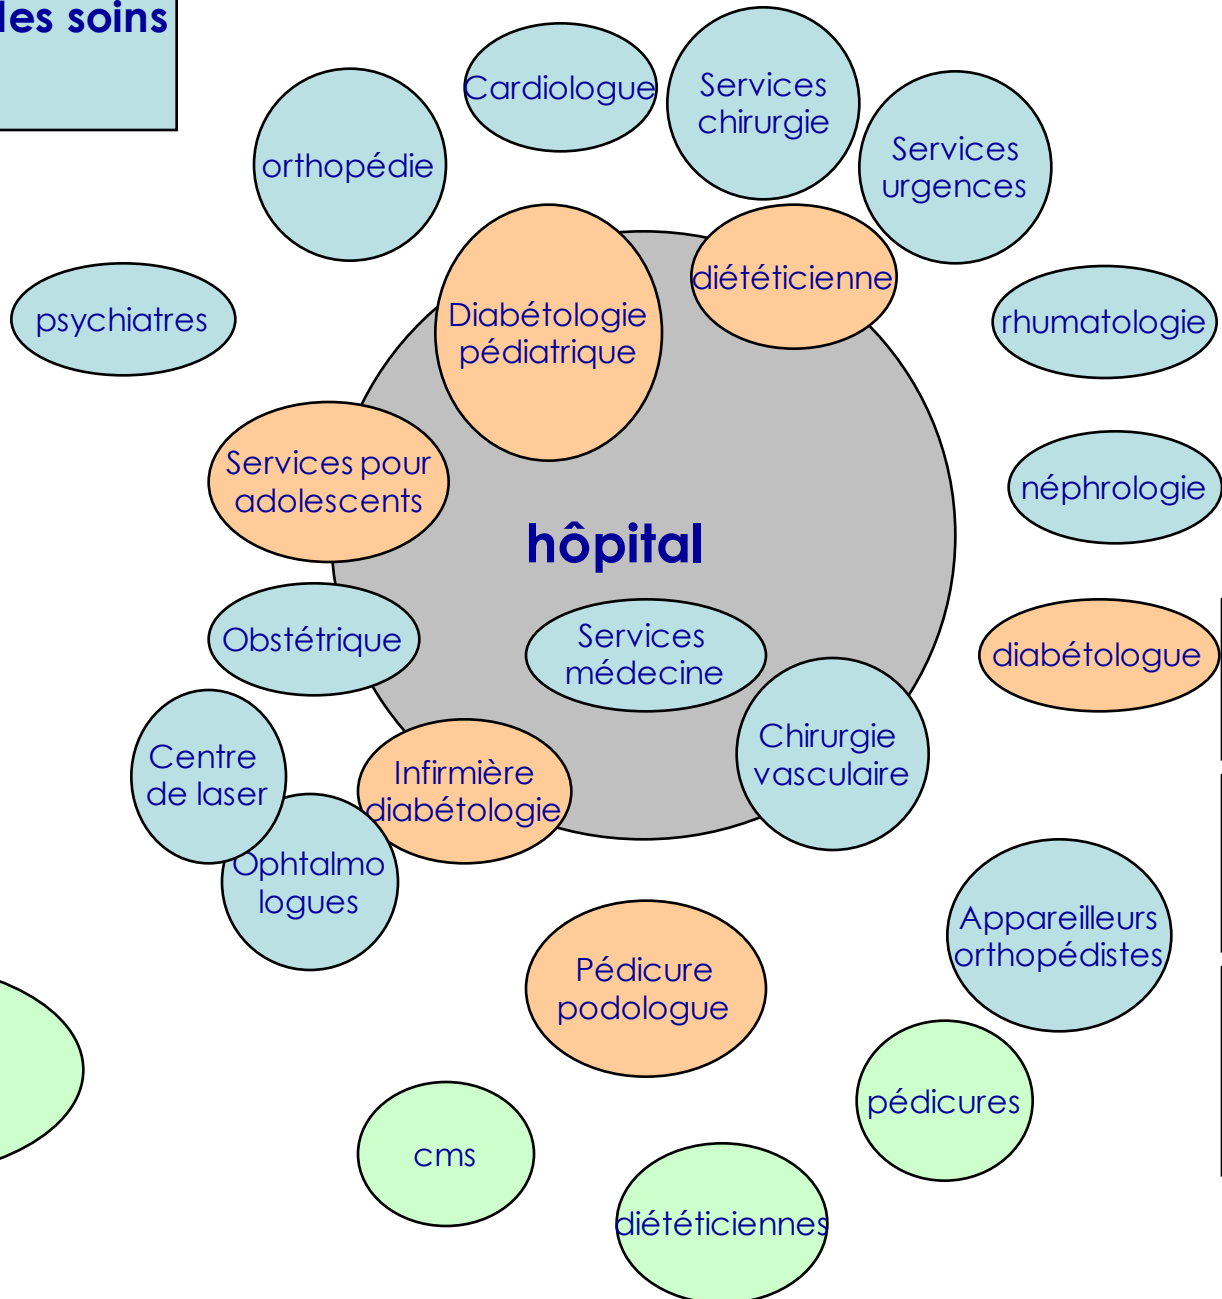 les soins
Cardiologue
Services
chirurgie
orthopédie
Services
urgences
psychiatres
Diabétologie
pédiatrique
diététicienne
rhumatologie
Services pour
adolescents
néphrologie
hôpital
Obstétrique
Services
médecine
diabétologue
Centre
de laser
Infirmière
diabétologie
Chirurgie
vasculaire
Ophtalmo
logues
Appareilleurs
orthopédistes
Pédicure
podologue
pédicures
cms
diététiciennes